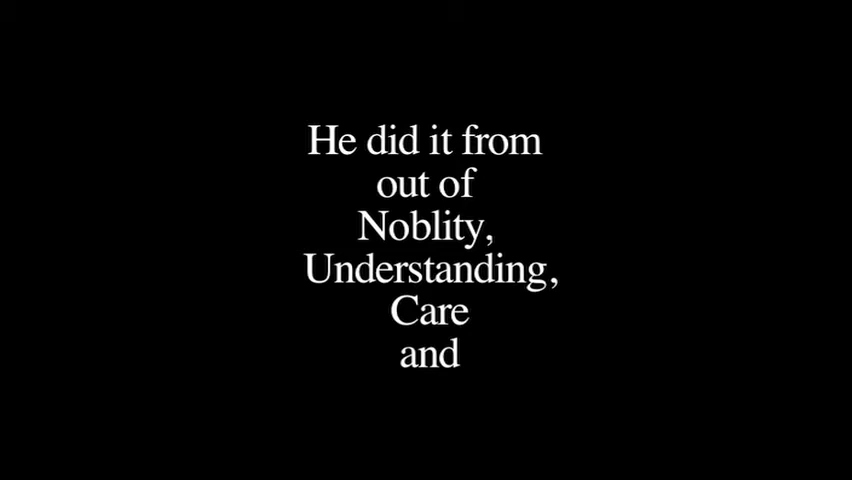 He did it from
out of
Noblity,
Understanding,
Care
and